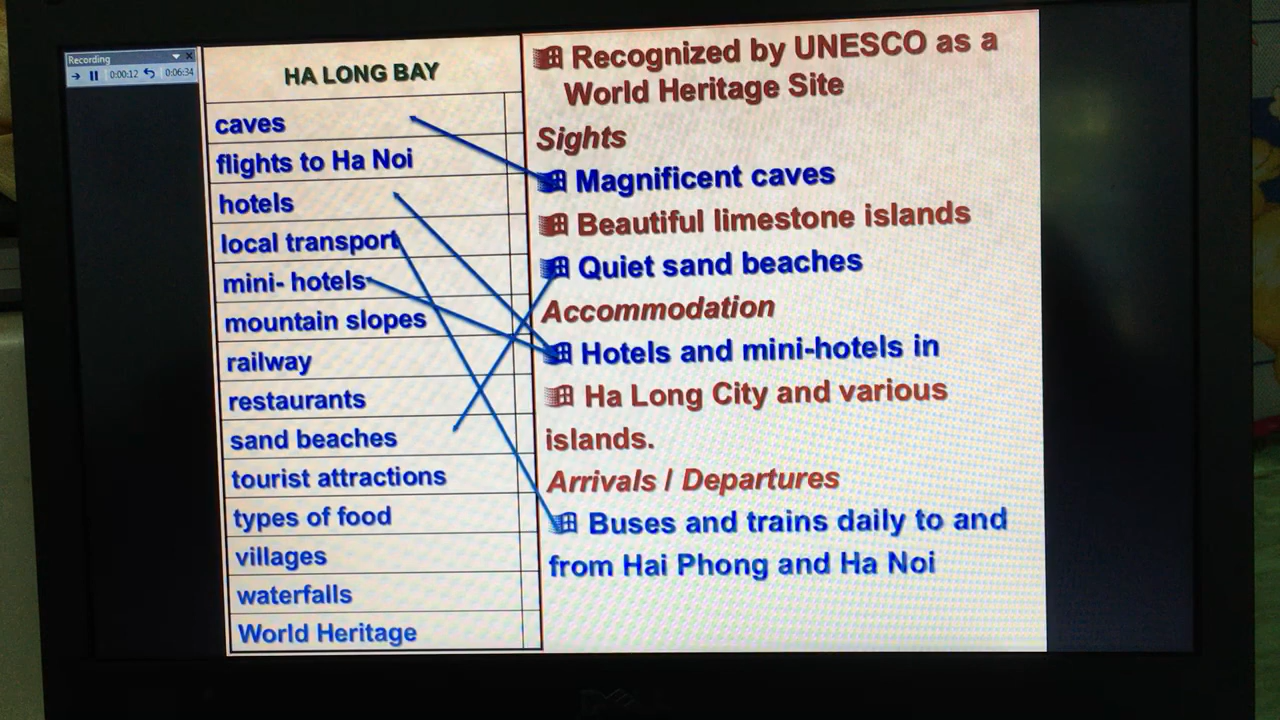 Recording
0:00:12 0:06:34
HA LONG BAY
caves
flights to Ha Noi
hotels
local transport
mini- hotels
mountain slopes
railway
restaurants
sand beaches
tourist attractions
types of food
villages
waterfalls
World Heritage
Recognized by UNESCO as a
World Heritage Site
Sights
Magnificent caves
Beautiful limestone islands
Quiet sand beaches
Accommodation
Hotels and mini-hotels in
Ha Long City and various
islands.
Arrivals / Departures
Buses and trains daily to and
from Hai Phong and Ha Noi
DELL